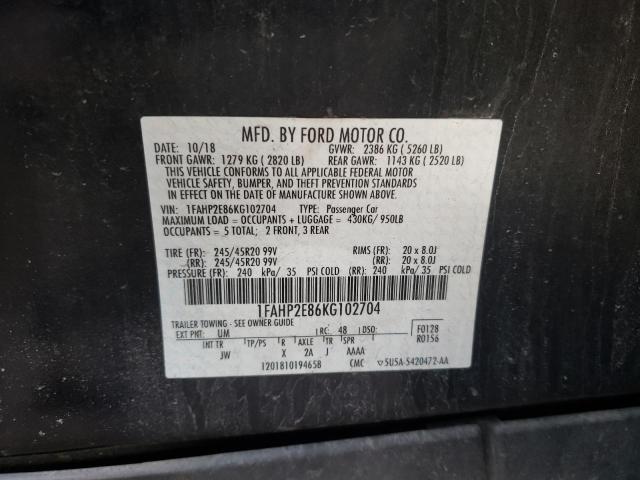 MFD. BY FORD MOTOR CO.
DATE: 10/18 GVWR: 2386 KG ( 5260 LB)
FRONT GAWR: 1279 KG ( 2820 LB) REAR GAWR: 1143 KG ( 2520 LB)
THIS VEHICLE CONFORMS TO ALL APPLICABLE FEDERAL MOTOR
VEHICLE SAFETY, BUMPER, AND THEFT PREVENTION STANDARDS
IN EFFECT ON THE DATE OF MANUFACTURE SHOWN ABOVE.
VIN: 1FAHP2E86KG102704 TYPE: Passenger Car
MAXIMUM LOAD = OCCUPANTS + LUGGAGE = 430KG/ 950LB
OCCUPANTS = 5 TOTAL; 2 FRONT, 3 REAR
TIRE (FR): 245/45R20 99V RIMS (FR): 20 x 8.0J
(RR): 245/45R20 99V (RR): 20 x 8.0J
PRESSURE (FR): 240 kPa/ 35 PSI COLD (RR): 240 kPa/ 35 PSI COLD
1FAHP2E86KG102704
TRAILER TOWING - SEE OWNER GUIDE
EXT PNT: UM RC: 48 DSO: F0128
INT TR TP/PS R AXLE TR SPR R0156
JW X 2A J AAAA
12018101946​58 CMC ▽5U5A-5420472-AA